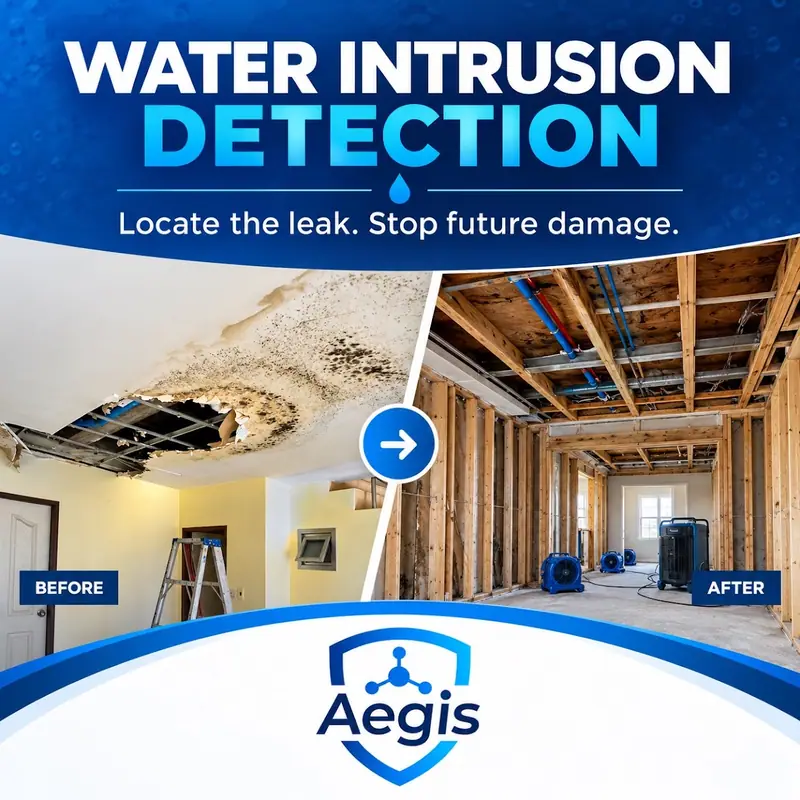 WATER INTRUSION
DETECTION
Locate the leak. Stop future damage.
BEFORE
AFTER
Aegis